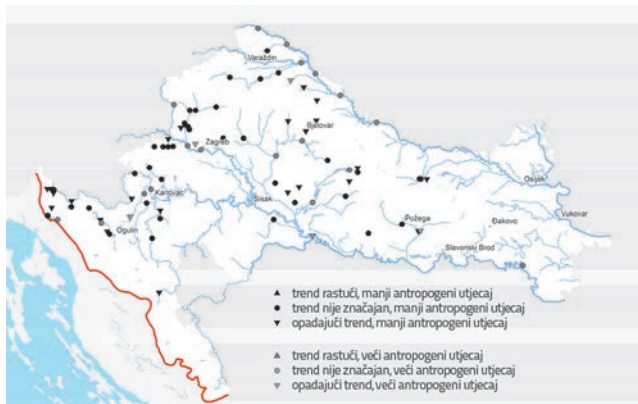 Varaždin
Bjelovar
Zagreb
Karlovac
Sisak
Osijek
Vukovar
Požega
Đakovo
Ogulin
Slavonski Brod
trend rastući, manji antropogeni utjecaj
trend nije značajan, manji antropogeni utjecaj
opadajući trend, manji antropogeni utjecaj
trend rastući, veći antropogeni utjecaj
trend nije značajan, veći antropogeni utjecaj
opadajući trend, veći antropogeni utjecaj